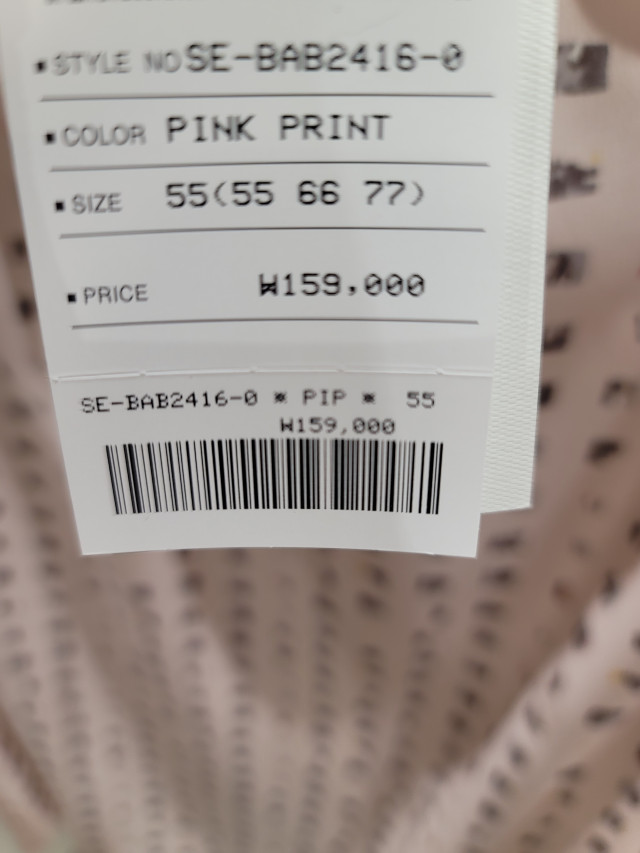 ▪ STYLE NO SE-BAB2416-0
▪ COLOR PINK PRINT
▪ SIZE 55(55 66 77)
▪ PRICE ₩159,000
SE-BAB2416-0 ※ PIP ※ 55
₩159,000